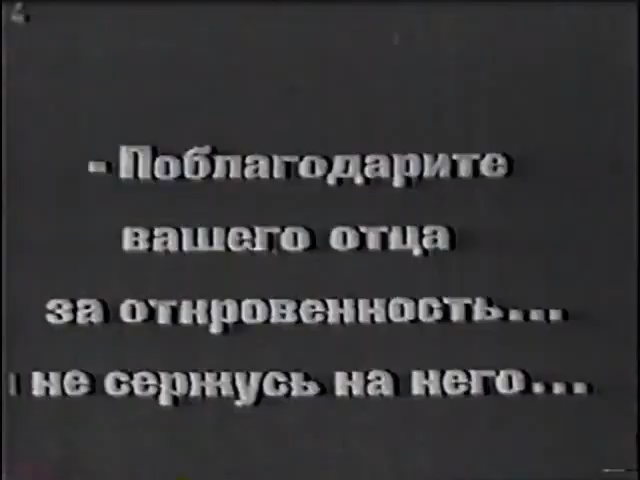 - Поблагодарите
вашего отца
за откровенность...
не сержусь на него...